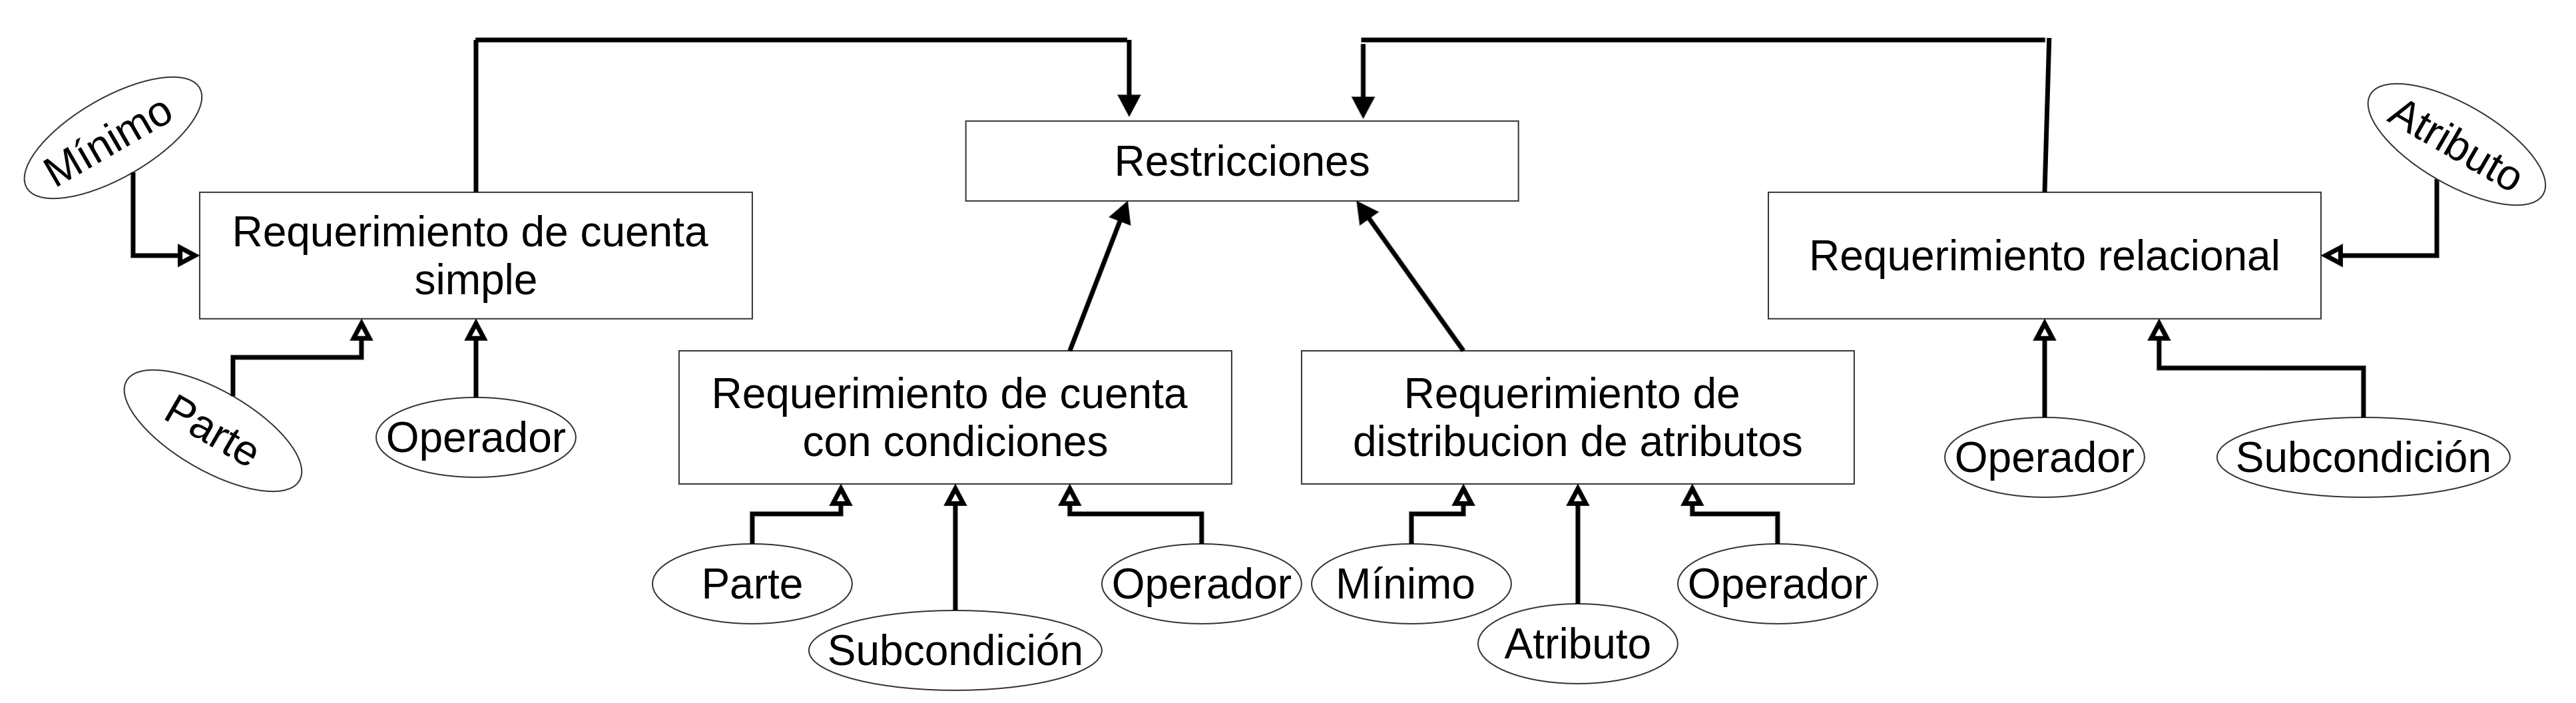 Mínimo
Atributo
Restricciones
Requerimiento de cuenta
simple
Requerimiento relacional
Parte
Operador
Requerimiento de cuenta
con condiciones
Requerimiento de
distribucion de atributos
Operador
Subcondición
Parte
Subcondición
Operador
Mínimo
Atributo
Operador